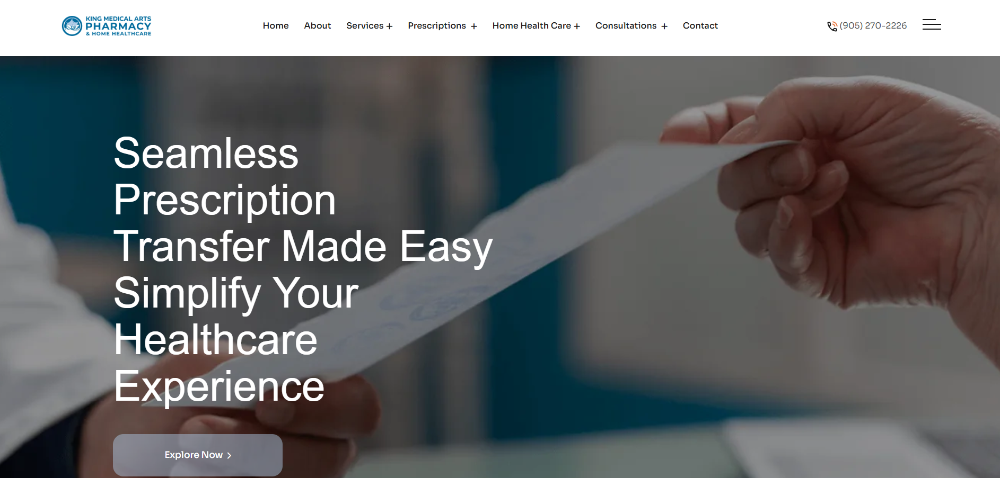 KING MEDICAL ARTS
PHARMACY
& HOME HEALTHCARE
Home About Services + Prescriptions + Home Health Care + Consultations + Contact
(905) 270-2226
Seamless
Prescription
Transfer Made Easy
Simplify Your
Healthcare
Experience
Explore Now >